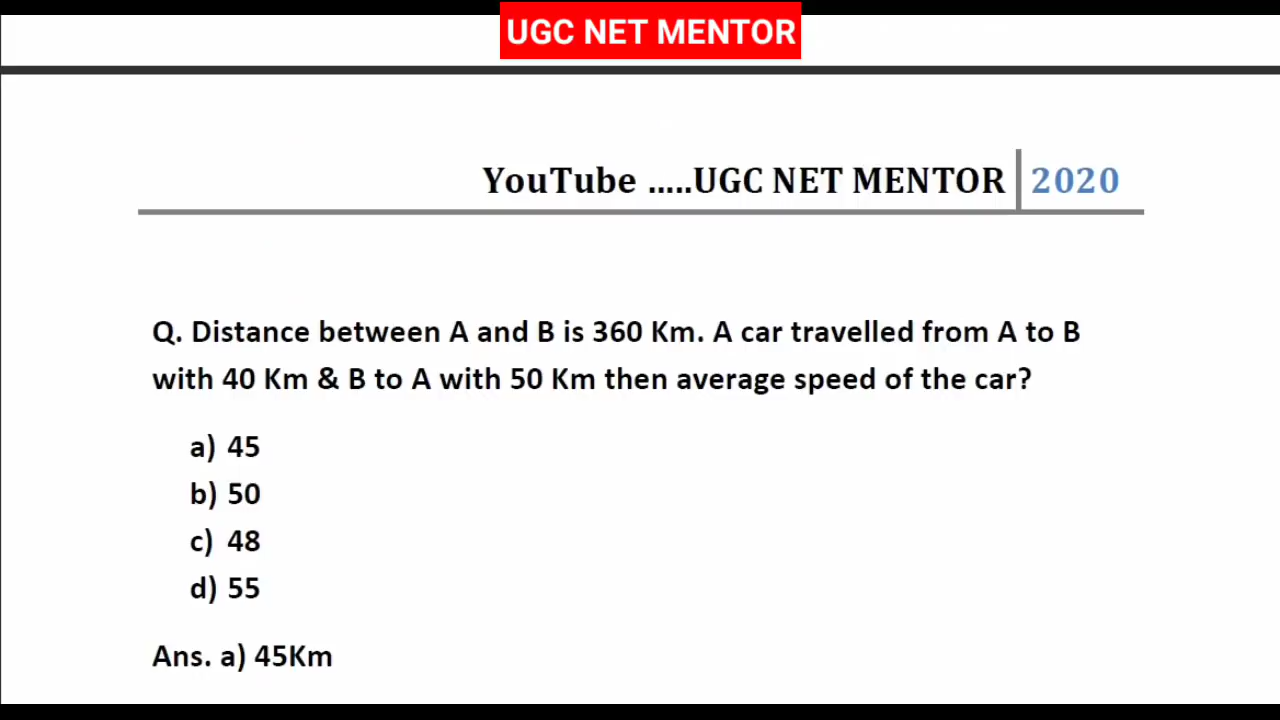 UGC NET MENTOR
YouTube .....UGC NET MENTOR 2020
Q. Distance between A and B is 360 Km. A car travelled from A to B
with 40 Km & B to A with 50 Km then average speed of the car?
a) 45
b) 50
c) 48
d) 55
Ans. a) 45Km